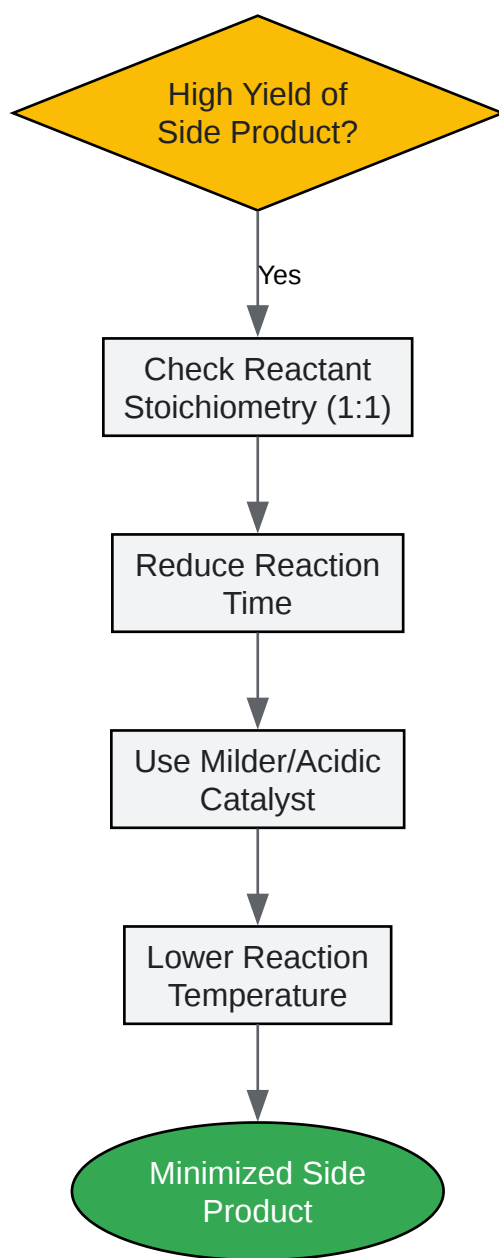 High Yield of
Side Product?
Yes
Check Reactant
Stoichiometry (1:1)
Reduce Reaction
Time
Use Milder/Acidic
Catalyst
Lower Reaction
Temperature
Minimized Side
Product